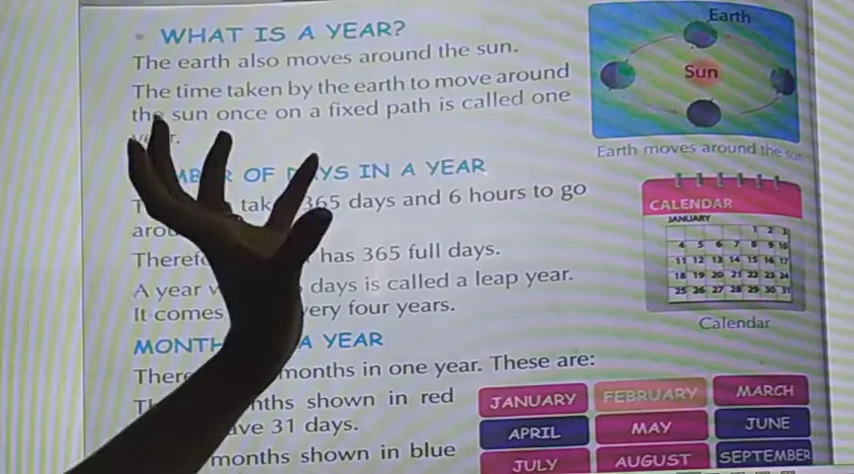 WHAT IS A YEAR?
The earth also moves around the sun.
The time taken by the earth to move around
the sun once on a fixed path is called one
OF IN A YEAR
365 days and 6 hours to go
has 365 full days.
A year days is called a leap year.
It comes four years.
A YEAR
months in one year. These are:
shown in red
31 days.
months shown in blue
Earth
Sun
Earth moves around the sun
CALENDAR
JANUARY
1 2 3
4 5 6 7 8 9 10
11 12 13 14 15 16 17
18 19 20 21 22 23 24
25 26 27 28 29 30 31
Calendar
JANUARY FEBRUARY MARCH
APRIL MAY JUNE
JULY AUGUST SEPTEMBER